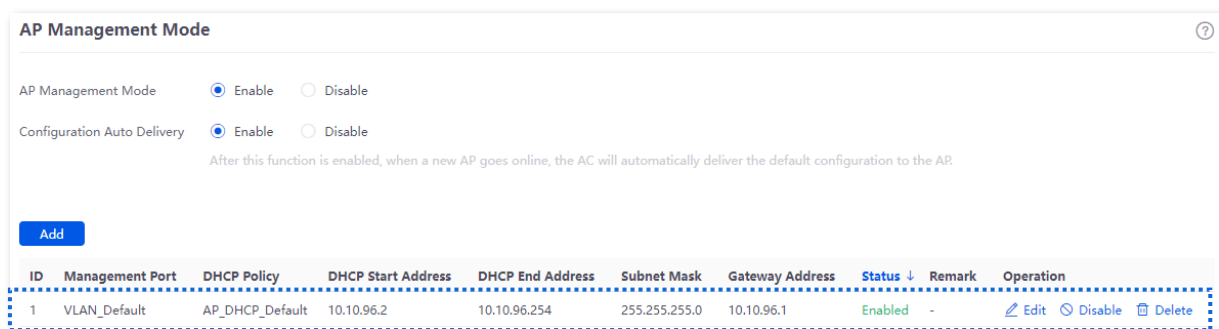 AP Management Mode ?
AP Management Mode Enable Disable
Configuration Auto Delivery Enable Disable
After this function is enabled, when a new AP goes online, the AC will automatically deliver the default configuration to the AP.
Add
ID Management Port DHCP Policy DHCP Start Address DHCP End Address Subnet Mask Gateway Address Status ↓ Remark Operation
1 VLAN_Default AP_DHCP_Default 10.10.96.2 10.10.96.254 255.255.255.0 10.10.96.1 Enabled - Edit Disable Delete